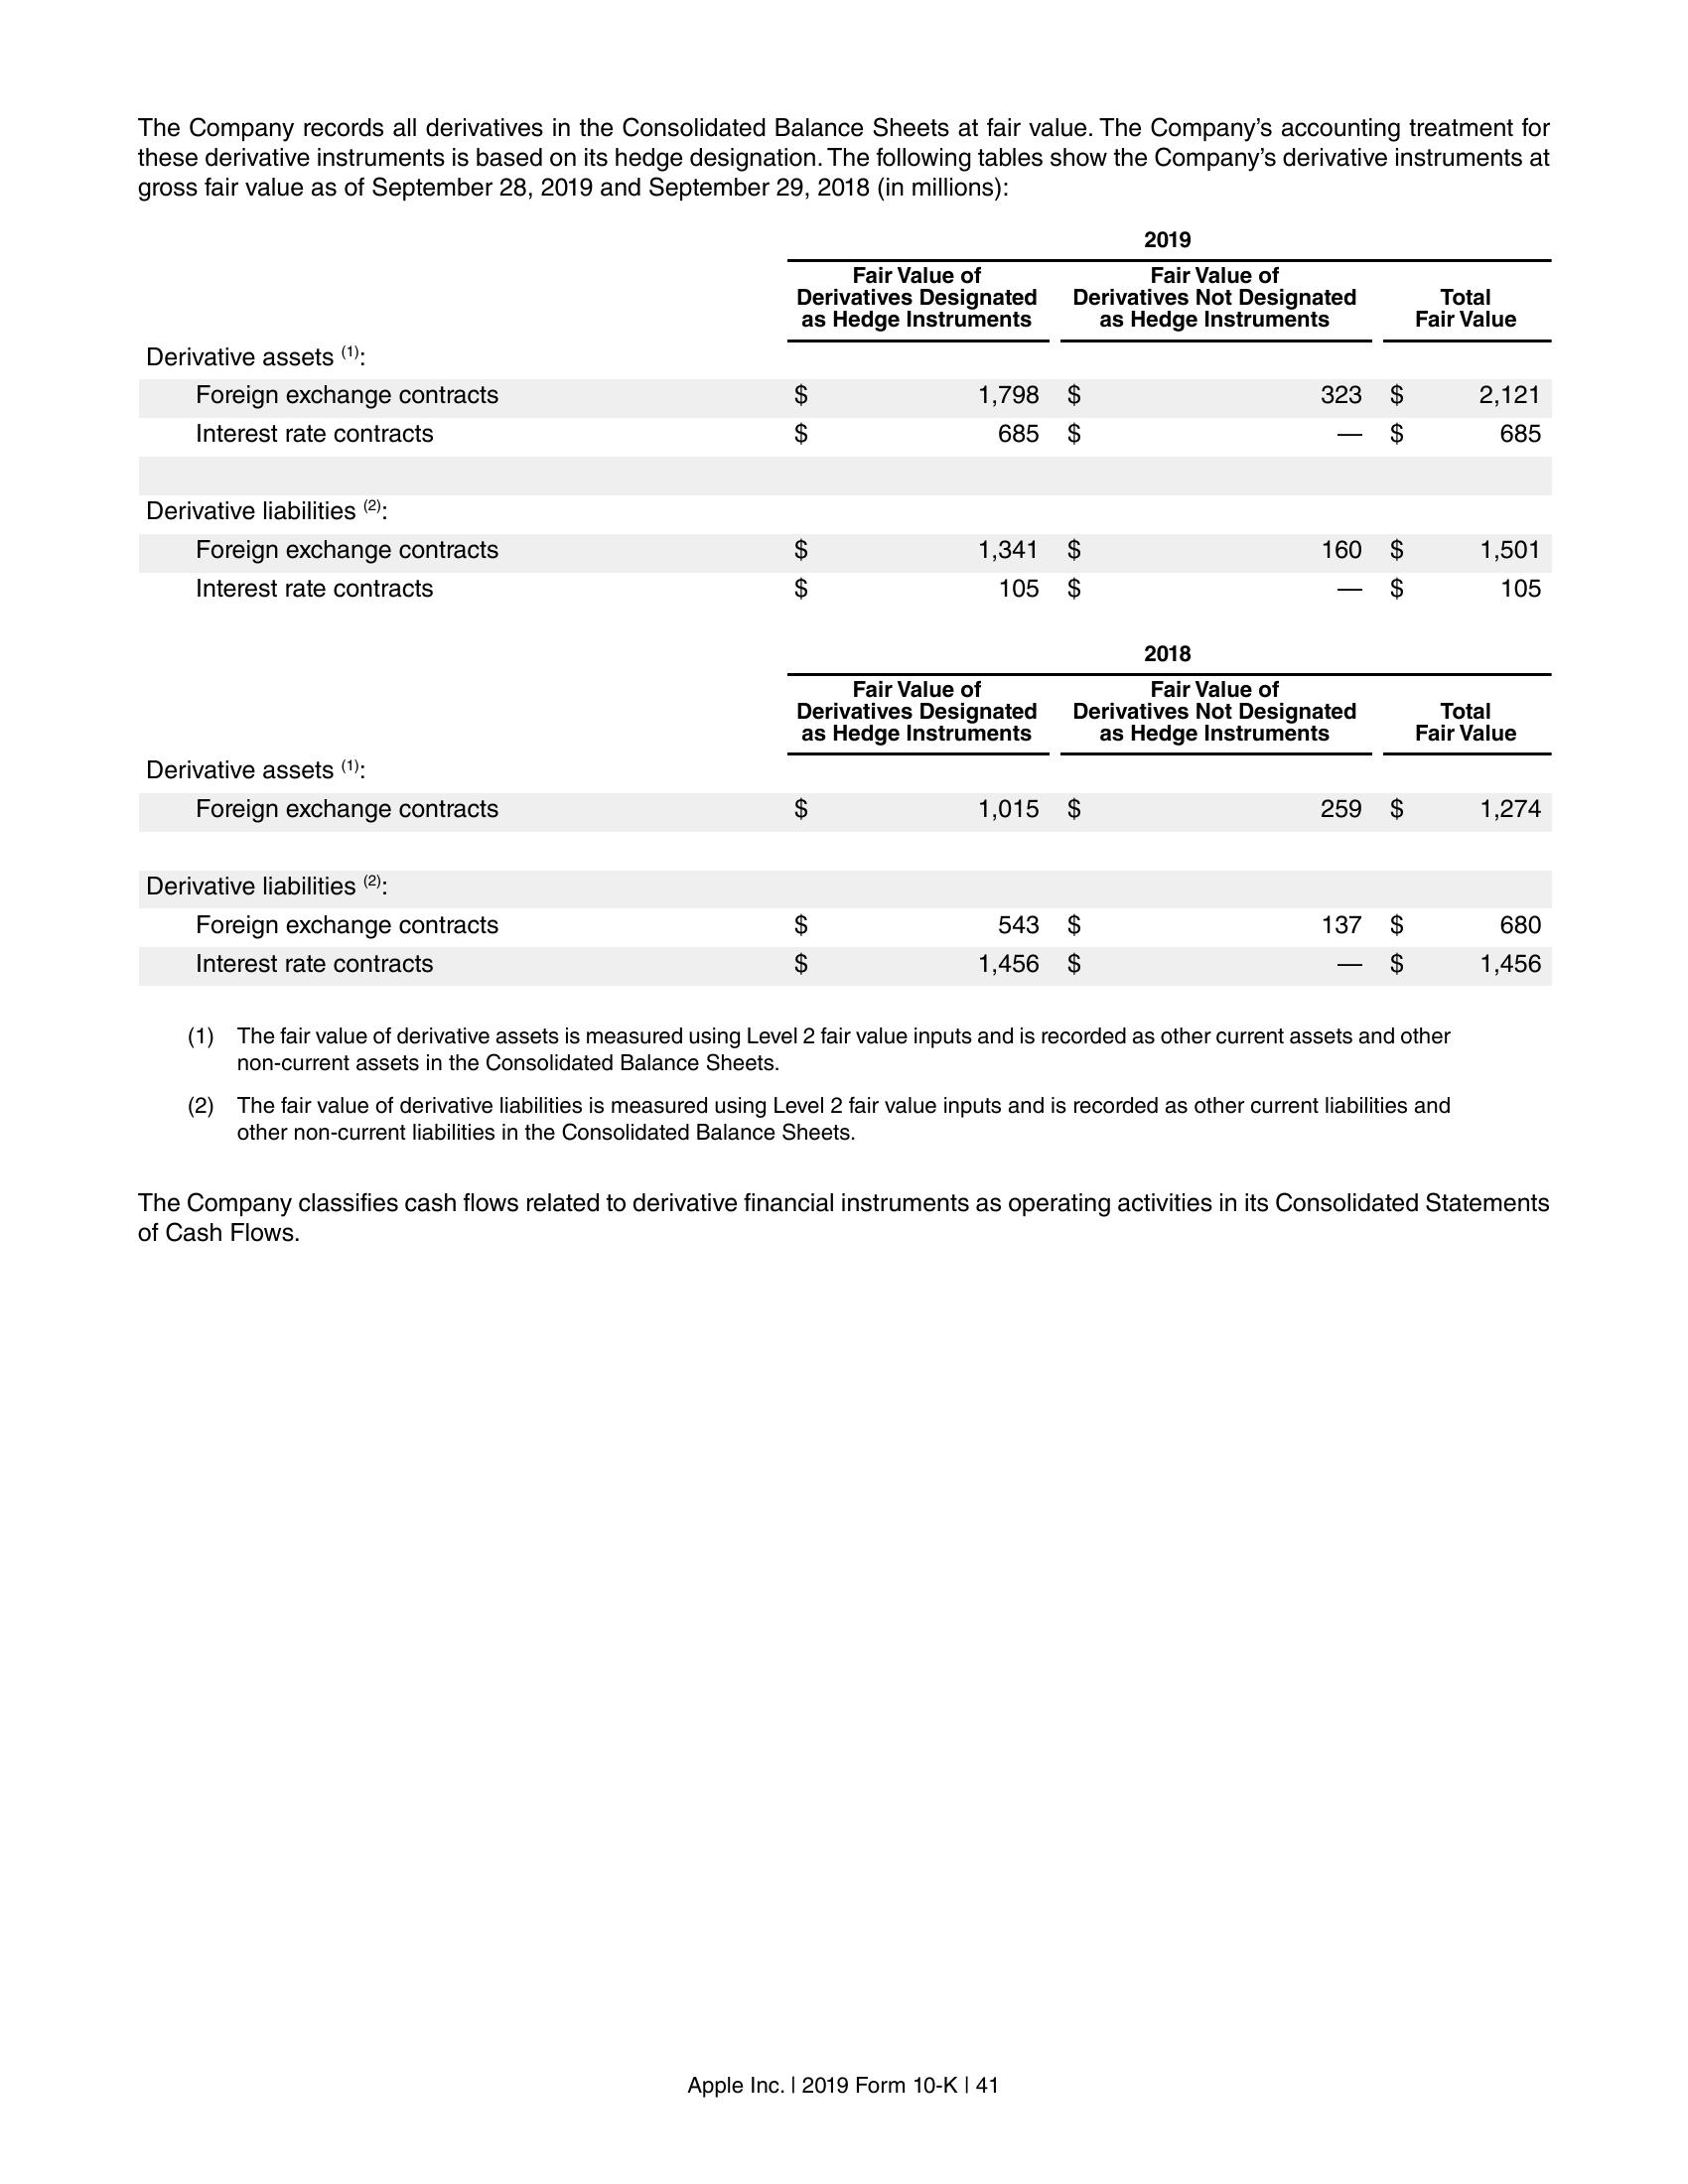 The Company records all derivatives in the Consolidated Balance Sheets at fair value. The Company’s accounting treatment for
these derivative instruments is based on its hedge designation. The following tables show the Company’s derivative instruments at
gross fair value as of September 28, 2019 and September 29, 2018 (in millions):
2019
Fair Value of Derivatives Designated as Hedge Instruments Fair Value of Derivatives Not Designated as Hedge Instruments Total Fair Value
Derivative assets (1):
Foreign exchange contracts $ 1,798 $ 323 $ 2,121
Interest rate contracts $ 685 $ — $ 685
Derivative liabilities (2):
Foreign exchange contracts $ 1,341 $ 160 $ 1,501
Interest rate contracts $ 105 $ — $ 105
2018
Fair Value of Derivatives Designated as Hedge Instruments Fair Value of Derivatives Not Designated as Hedge Instruments Total Fair Value
Derivative assets (1):
Foreign exchange contracts $ 1,015 $ 259 $ 1,274
Derivative liabilities (2):
Foreign exchange contracts $ 543 $ 137 $ 680
Interest rate contracts $ 1,456 $ — $ 1,456
(1) The fair value of derivative assets is measured using Level 2 fair value inputs and is recorded as other current assets and other
non-current assets in the Consolidated Balance Sheets.
(2) The fair value of derivative liabilities is measured using Level 2 fair value inputs and is recorded as other current liabilities and
other non-current liabilities in the Consolidated Balance Sheets.
The Company classifies cash flows related to derivative financial instruments as operating activities in its Consolidated Statements
of Cash Flows.
Apple Inc. | 2019 Form 10-K | 41